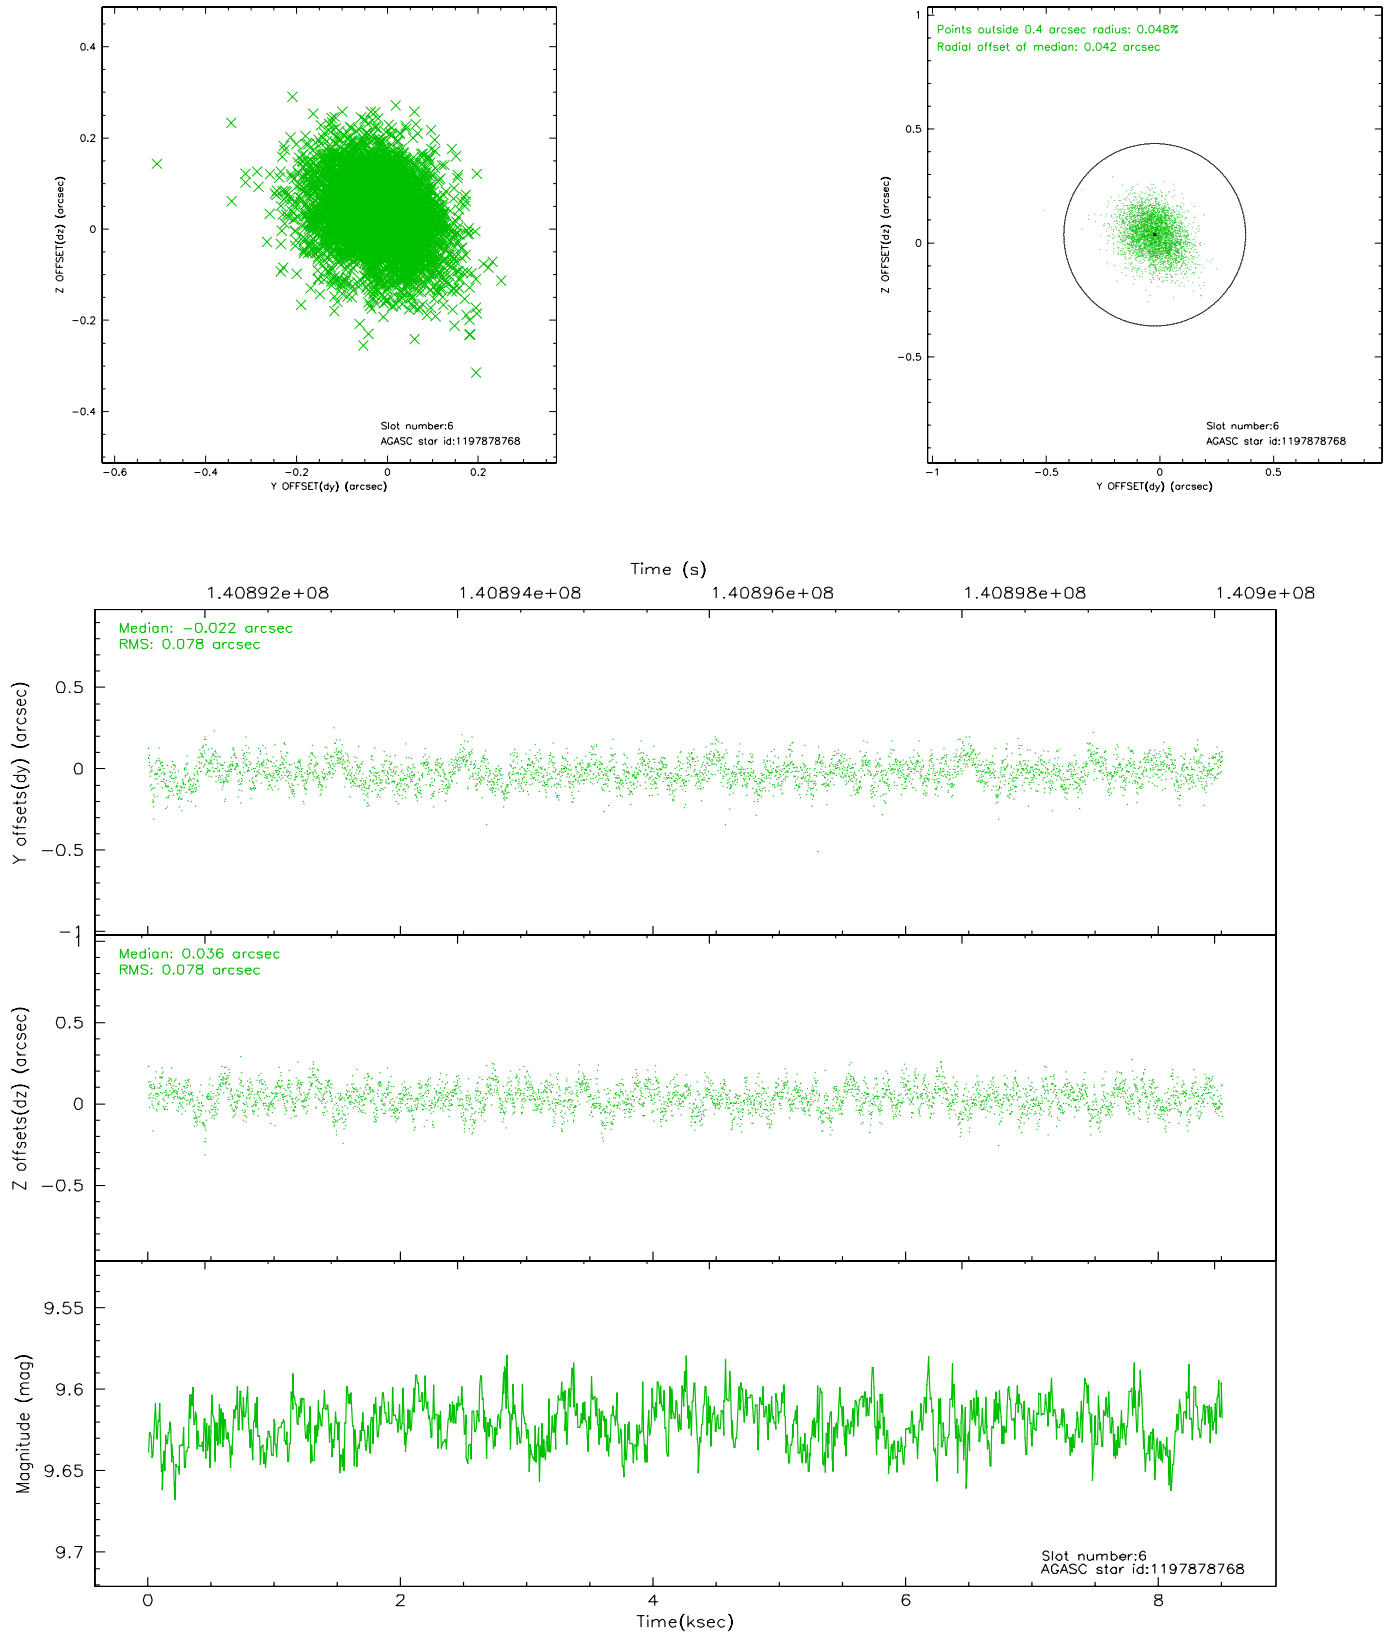 0.4
0.2
0
−0.2
−0.4
Z OFFSET(dz) (arcsec)
Slot number:6
AGASC star id:1197878768
−0.6 −0.4 −0.2 0 0.2
Y OFFSET(dy) (arcsec)
Points outside 0.4 arcsec radius: 0.048%
Radial offset of median: 0.042 arcsec
1
0.5
0
−0.5
−1
Z OFFSET(dz) (arcsec)
Slot number:6
AGASC star id:1197878768
−1 −0.5 0 0.5
Y OFFSET(dy) (arcsec)
Time (s)
1.40892e+08 1.40894e+08 1.40896e+08 1.40898e+08 1.409e+08
Median: −0.022 arcsec
RMS: 0.078 arcsec
0.5
0
−0.5
−1
Y offsets(dy) (arcsec)
Median: 0.036 arcsec
RMS: 0.078 arcsec
1
0.5
0
−0.5
Z offsets(dz) (arcsec)
9.55
9.6
9.65
9.7
Magnitude (mag)
Slot number:6
AGASC star id:1197878768
0 2 4 6 8
Time(ksec)